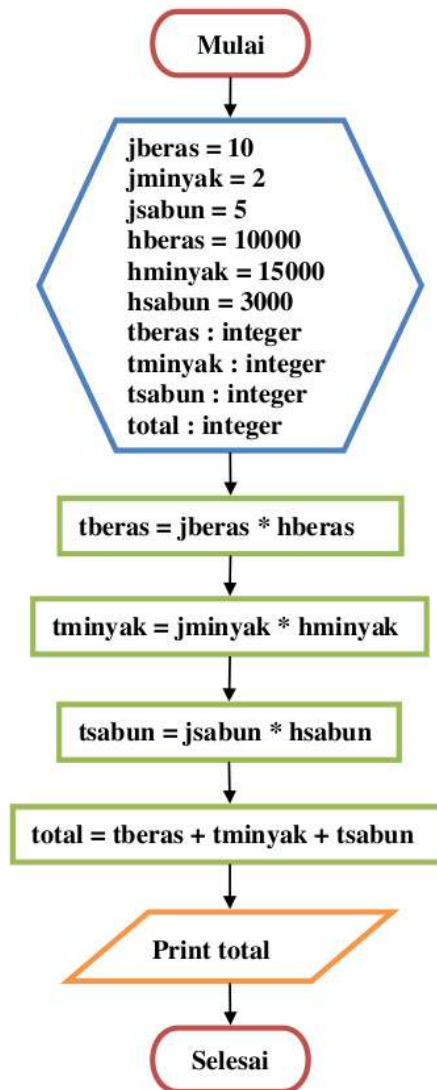 Mulai
jberas = 10
jminyak = 2
jsabun = 5
hberas = 10000
hminyak = 15000
hsabun = 3000
tberas : integer
tminyak : integer
tsabun : integer
total : integer
tberas = jberas * hberas
tminyak = jminyak * hminyak
tsabun = jsabun * hsabun
total = tberas + tminyak + tsabun
Print total
Selesai